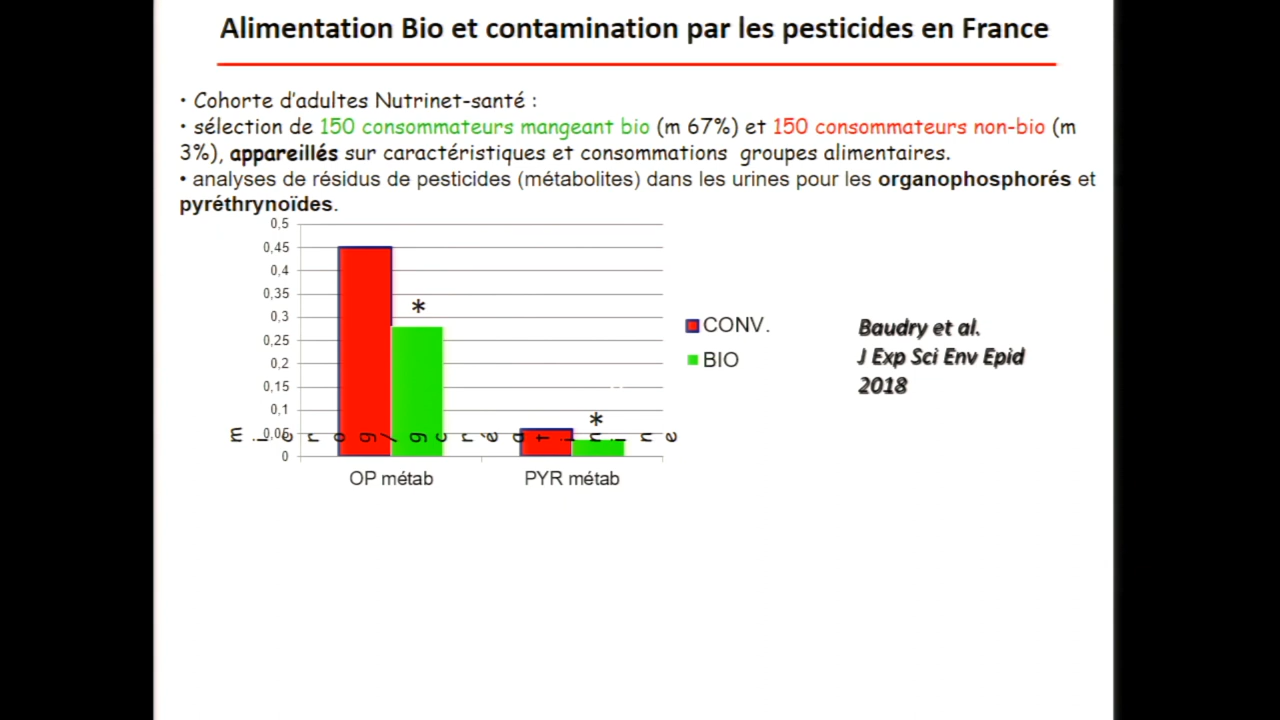 Alimentation Bio et contamination par les pesticides en France
• Cohorte d'adultes Nutrinet-santé :
• sélection de 150 consommateurs mangeant bio (m 67%) et 150 consommateurs non-bio (m
3%), appareillés sur caractéristiques et consommations groupes alimentaires.
• analyses de résidus de pesticides (métabolites) dans les urines pour les organophosphorés et
pyréthrynoïdes.
0,5
0,45
0,4
0,35
0,3
0,25
0,2
0,15
0,1
0,05
0
microg/gcréatinine
*
*
OP métab
PYR métab
CONV.
BIO
Baudry et al.
J Exp Sci Env Epid
2018